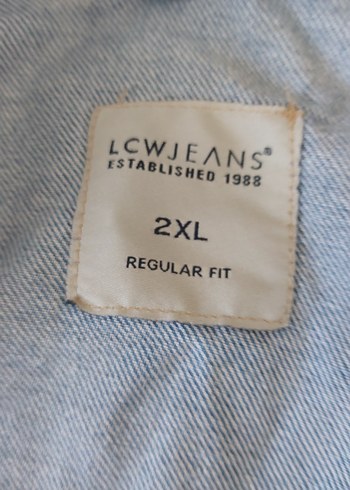 LCWJEANS®
ESTABLISHED 1988
2XL
REGULAR FIT